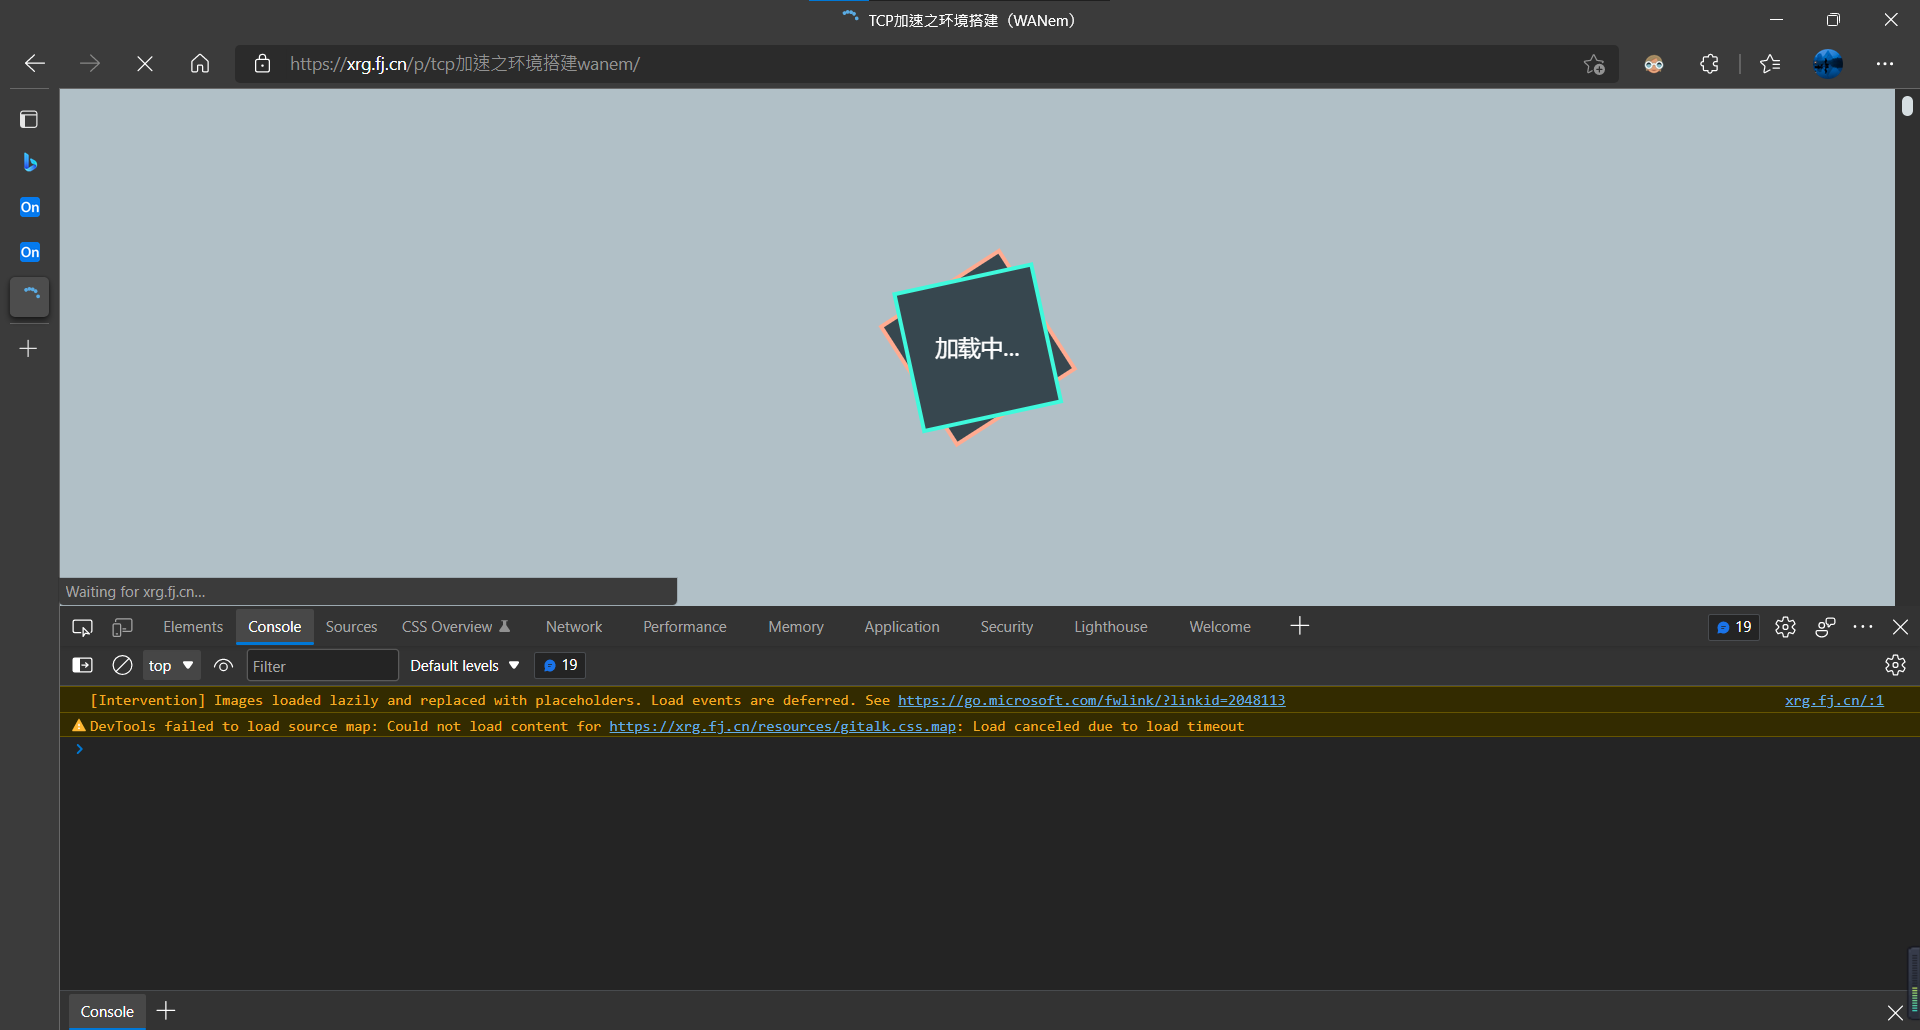 TCP加速之环境搭建（WANem）
https://xrg.fj.cn/p/tcp加速之环境搭建wanem/
On
On
加载中...
Waiting for xrg.fj.cn...
Elements Console Sources CSS Overview Network Performance Memory Application Security Lighthouse Welcome 19
top Filter Default levels 19
[Intervention] Images loaded lazily and replaced with placeholders. Load events are deferred. See https://go.microsoft.com/fwlink/?linkid=2048113 xrg.fj.cn/:1
DevTools failed to load source map: Could not load content for https://xrg.fj.cn/resources/gitalk.css.map: Load canceled due to load timeout
Console